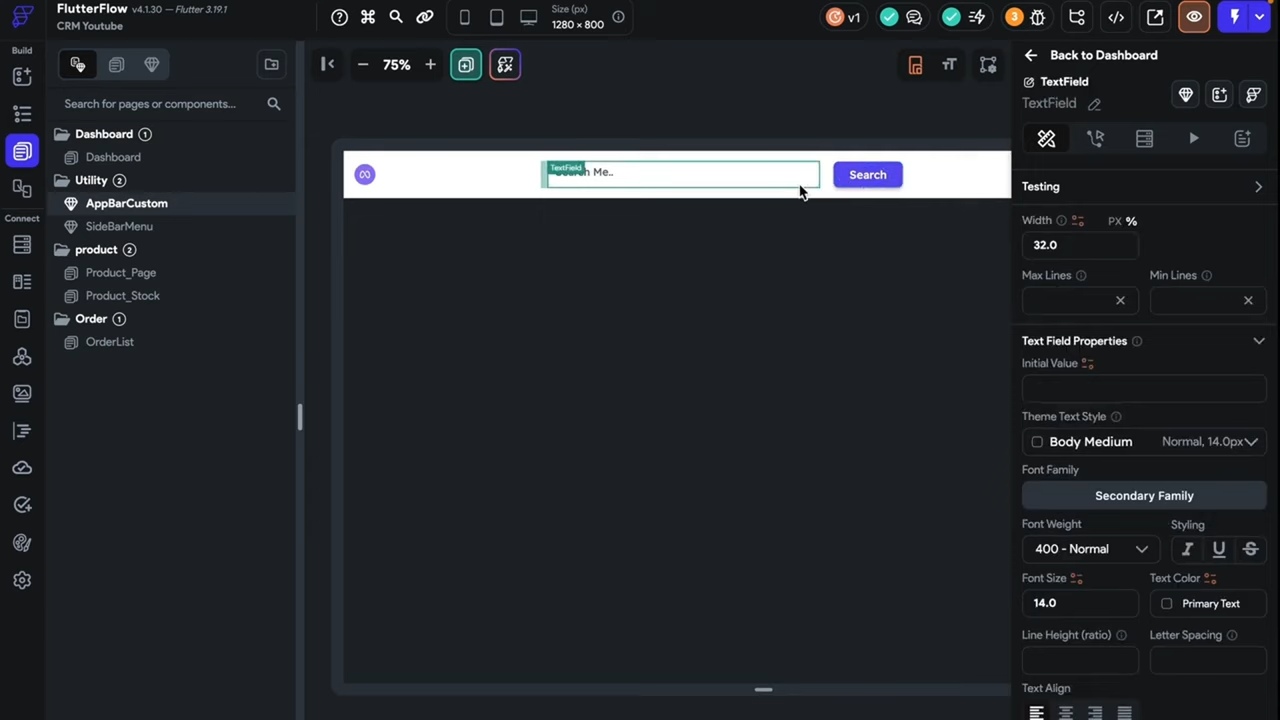 FlutterFlow v4.1.30 – Flutter 3.19.1
CRM Youtube
Size (px)
1280 × 800
v1
3
Build
Connect
Search for pages or components...
Dashboard (1)
Dashboard
Utility (2)
AppBarCustom
SideBarMenu
product (2)
Product_Page
Product_Stock
Order (1)
OrderList
75%
TextField
Me..
Search
Back to Dashboard
TextField
TextField
Testing
Width PX %
32.0
Max Lines Min Lines
Text Field Properties
Initial Value
Theme Text Style
Body Medium Normal, 14.0px
Font Family
Secondary Family
Font Weight Styling
400 - Normal I U S
Font Size Text Color
14.0 Primary Text
Line Height (ratio) Letter Spacing
Text Align